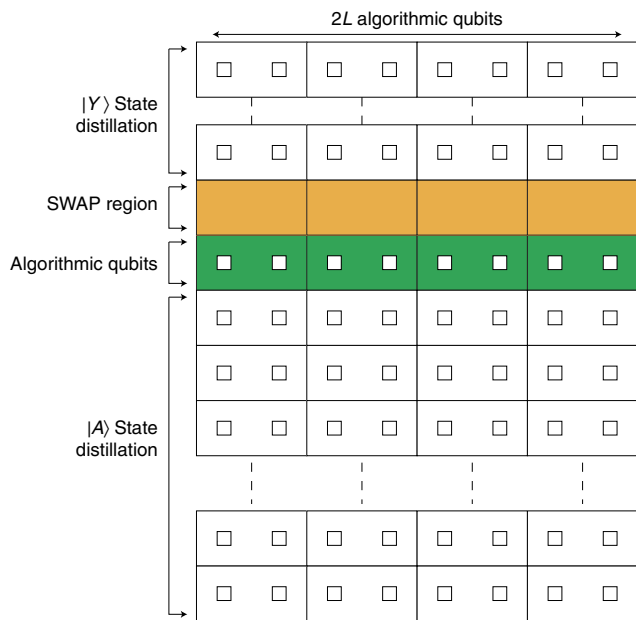 2L algorithmic qubits
|Y⟩ State
distillation
SWAP region
Algorithmic qubits
|A⟩ State
distillation